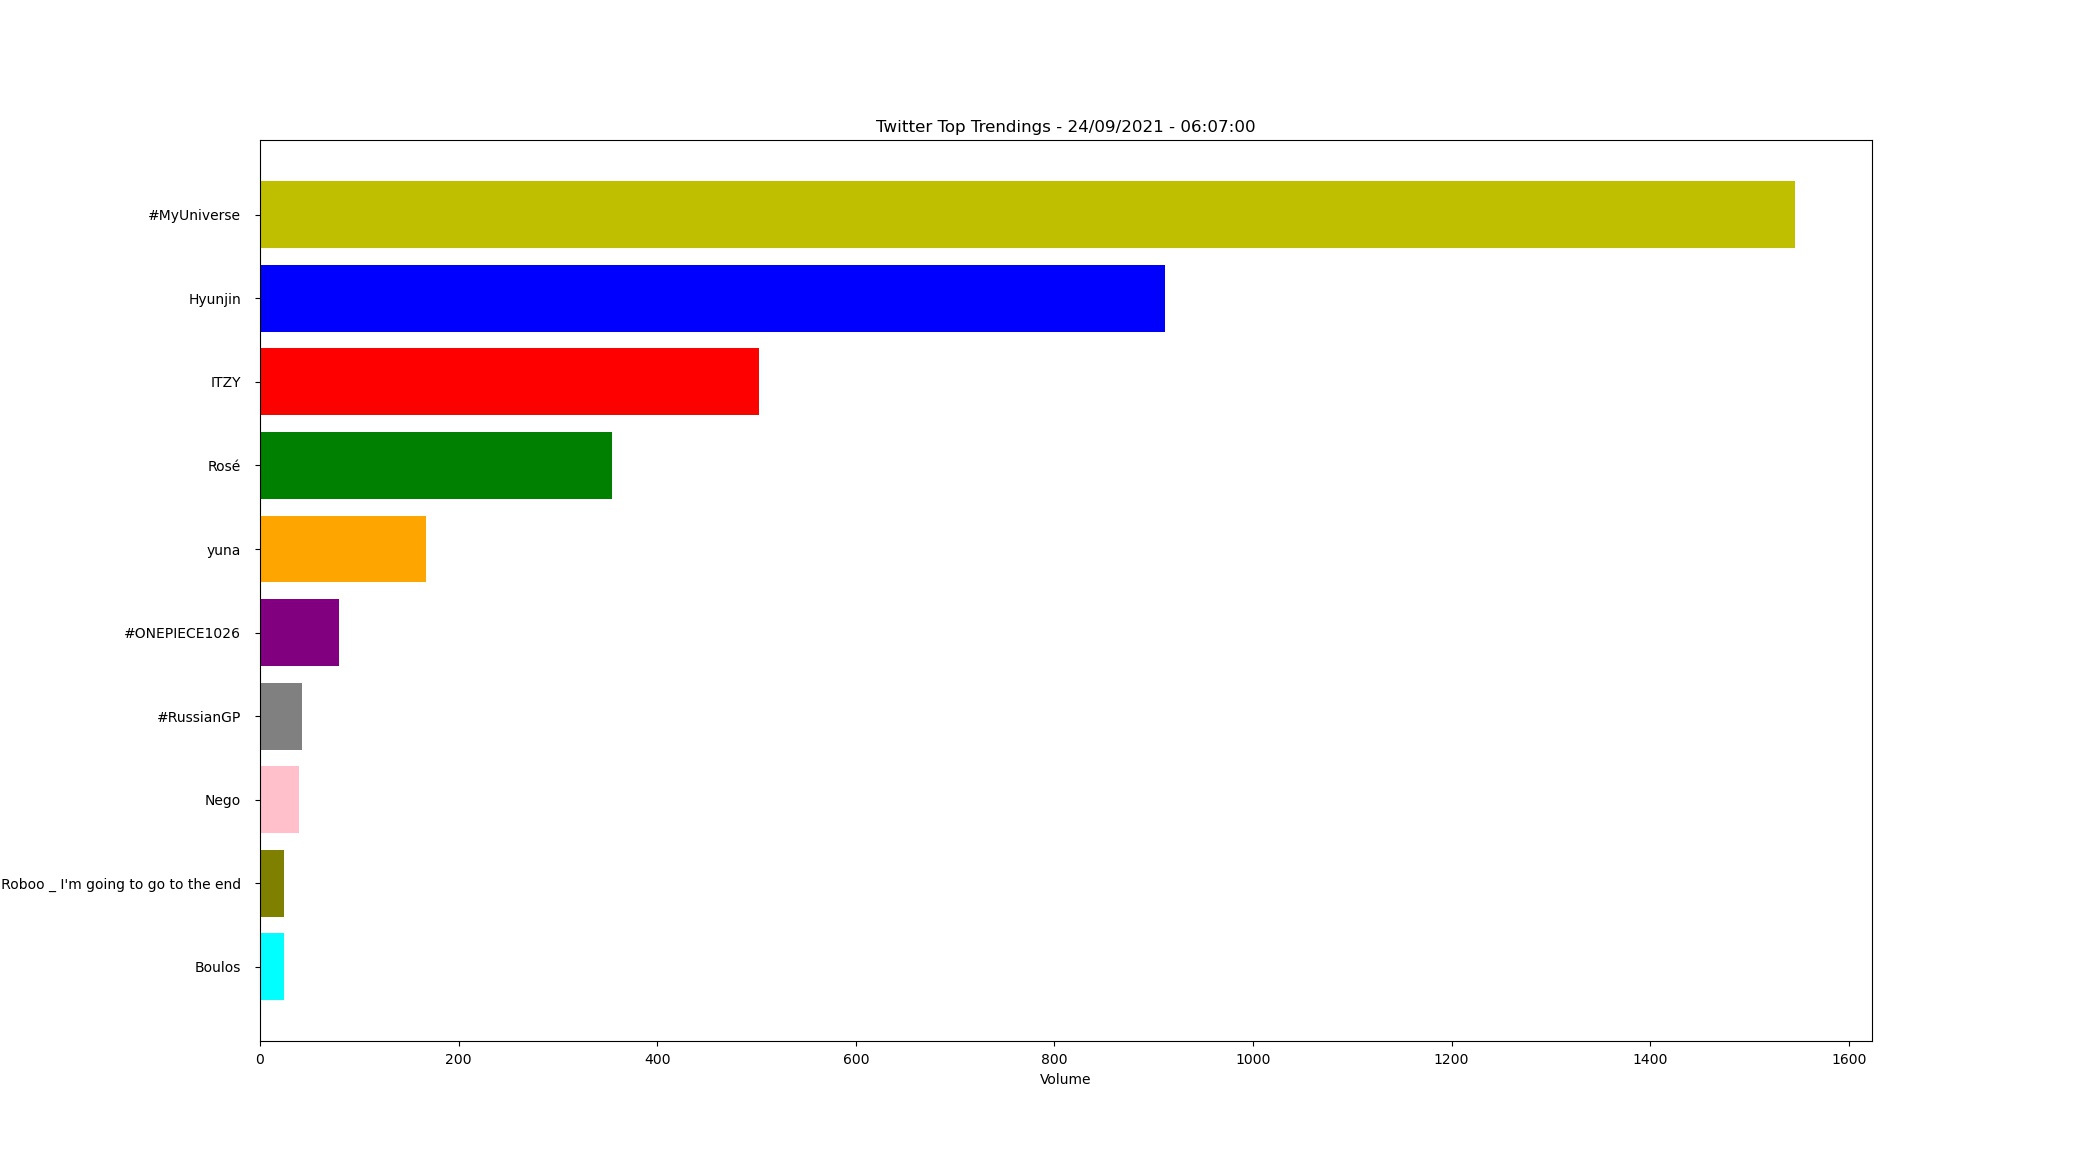 Twitter Top Trendings - 24/09/2021 - 06:07:00
#MyUniverse
Hyunjin
ITZY
Rosé
yuna
#ONEPIECE1026
#RussianGP
Nego
Roboo _ I'm going to go to the end
Boulos
0 200 400 600 800 1000 1200 1400 1600
Volume